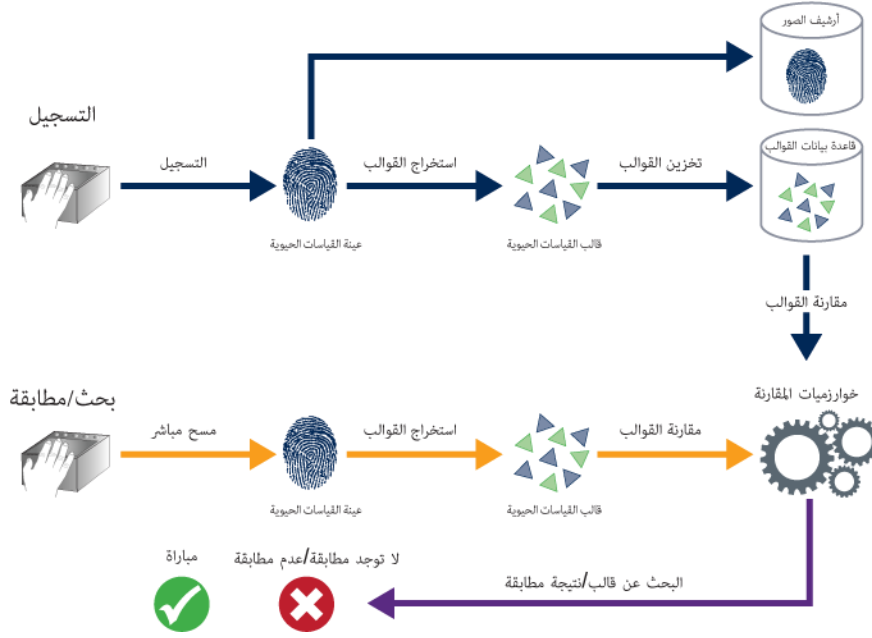 أرشيف الصور
التسجيل
التسجيل
استخراج القوالب
تخزين القوالب
قاعدة بيانات القوالب
عينة القياسات الحيوية
قالب القياسات الحيوية
مقارنة القوالب
بحث/مطابقة
خوارزميات المقارنة
مسح مباشر
استخراج القوالب
مقارنة القوالب
عينة القياسات الحيوية
قالب القياسات الحيوية
مباراة
لا توجد مطابقة/عدم مطابقة
البحث عن قالب/نتيجة مطابقة